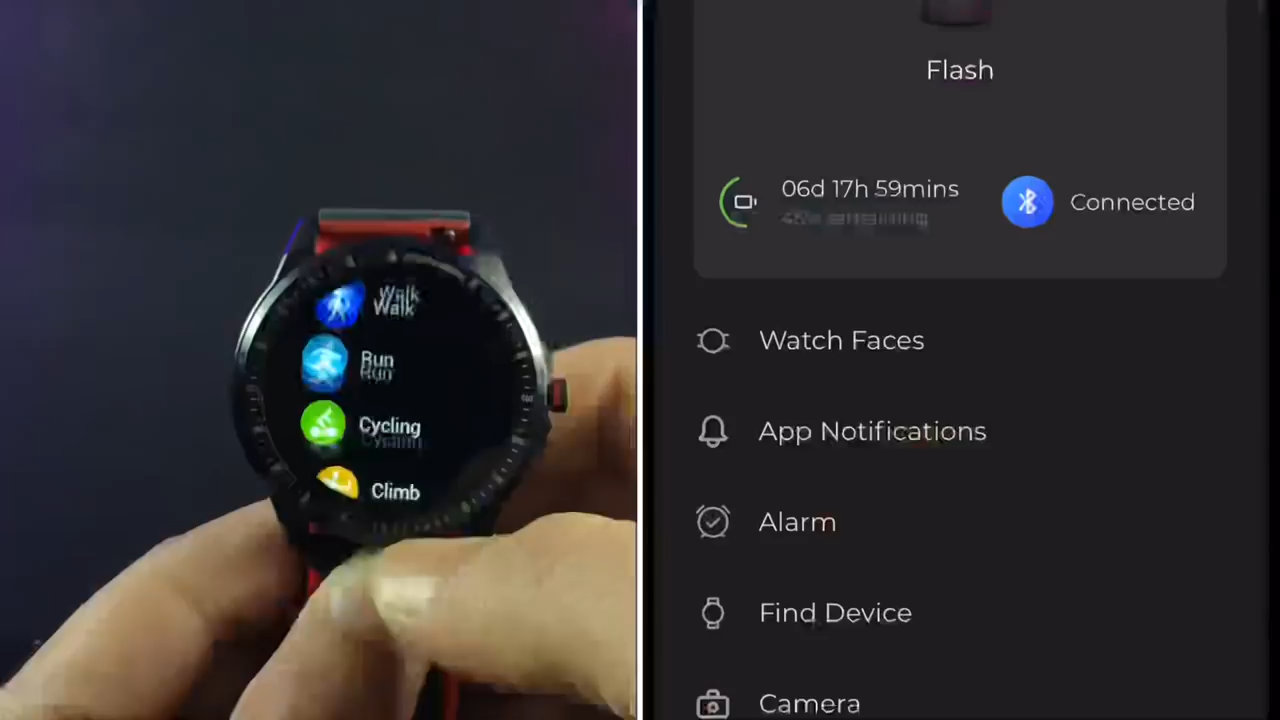 Walk
Run
Cycling
Climb
Flash
06d 17h 59mins
Connected
Watch Faces
App Notifications
Alarm
Find Device
Camera